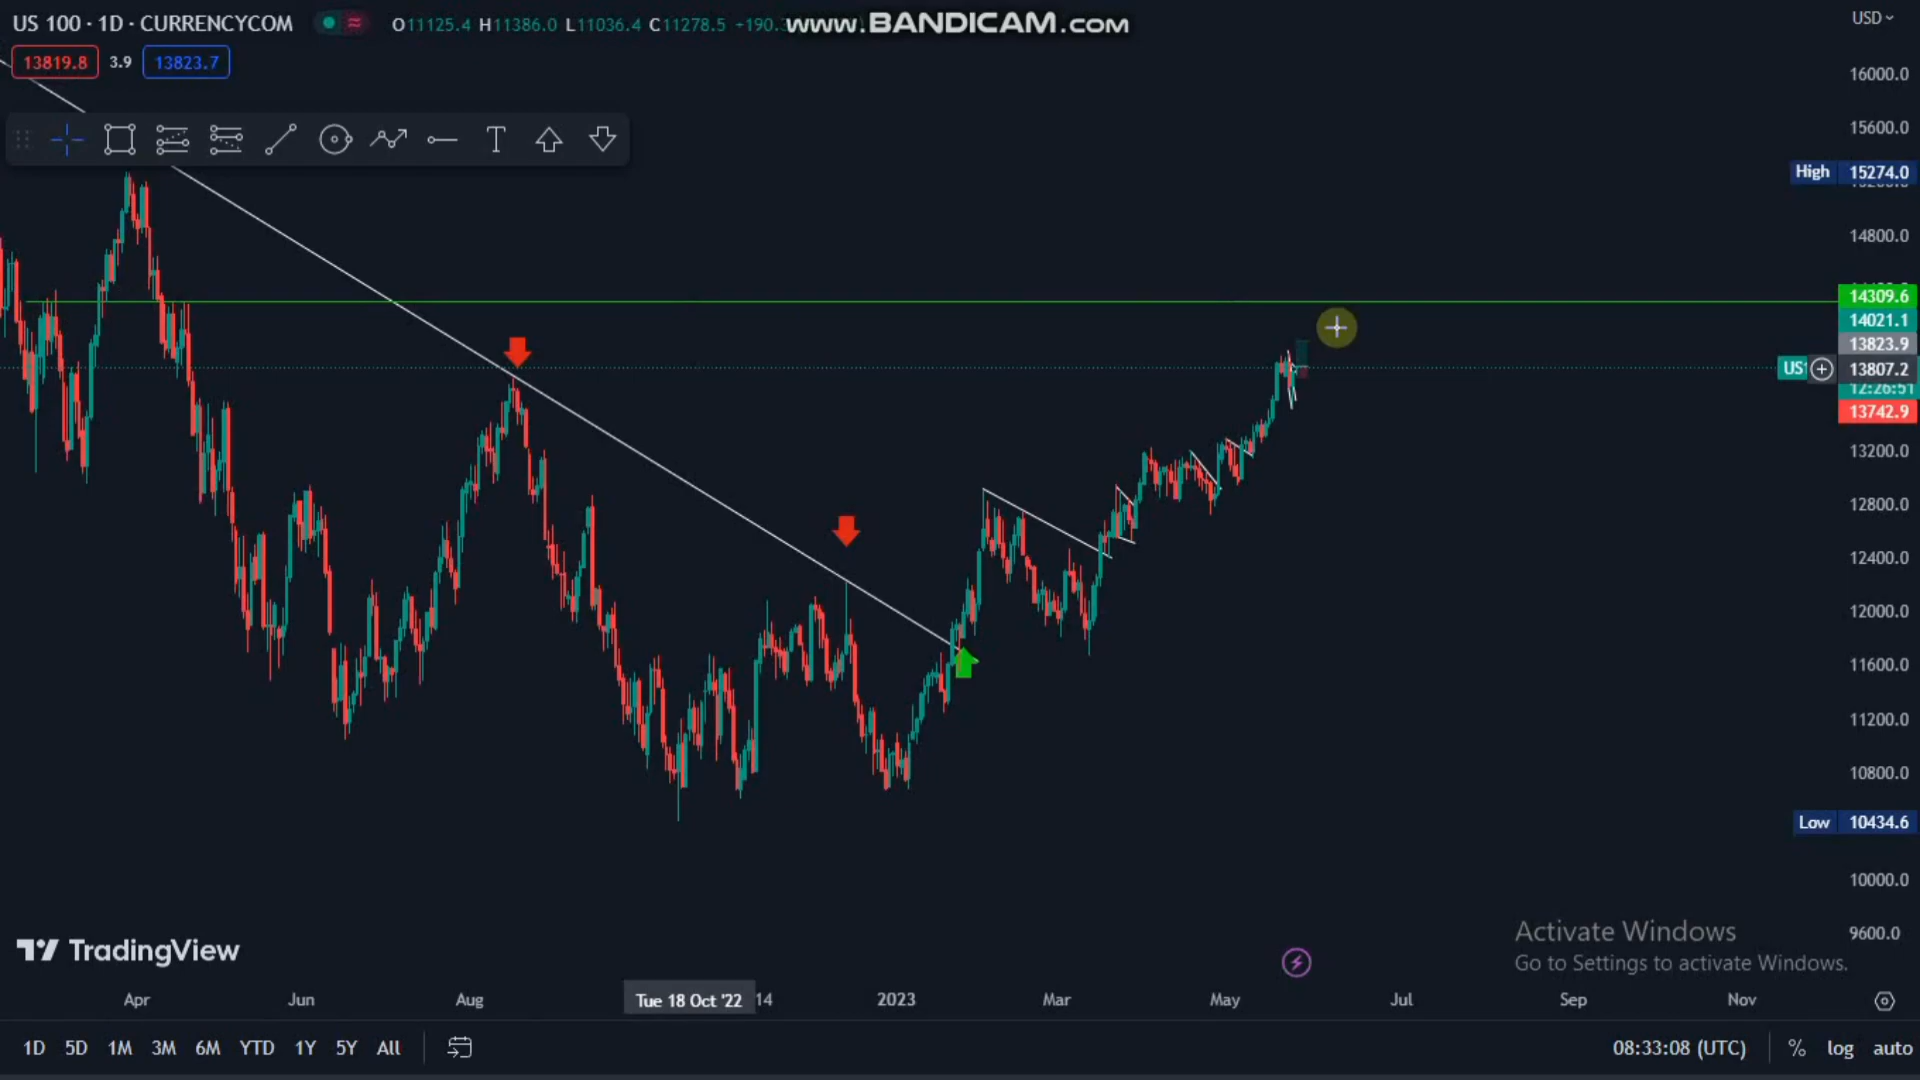 US 100 · 1D · CURRENCYCOM
O11125.4 H11386.0 L11036.4 C11278.5 +190.
www.BANDICAM.com
USD
13819.8 3.9 13823.7
16000.0
15600.0
High 15274.0
14800.0
14309.6
14021.1
13823.9
US 13807.2
12:26:51
13742.9
13200.0
12800.0
12400.0
12000.0
11600.0
11200.0
10800.0
Low 10434.6
10000.0
9600.0
TradingView
Activate Windows
Go to Settings to activate Windows.
Apr Jun Aug Tue 18 Oct '22 14 2023 Mar May Jul Sep Nov
1D 5D 1M 3M 6M YTD 1Y 5Y All
08:33:08 (UTC) % log auto